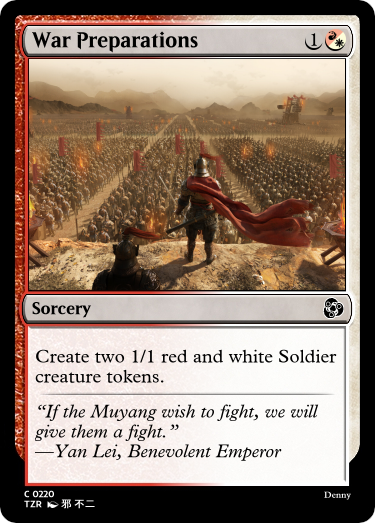 War Preparations 1
Sorcery
Create two 1/1 red and white Soldier
creature tokens.
“If the Muyang wish to fight, we will
give them a fight.”
—Yan Lei, Benevolent Emperor
C 0220
TZR 邪 不二
Denny